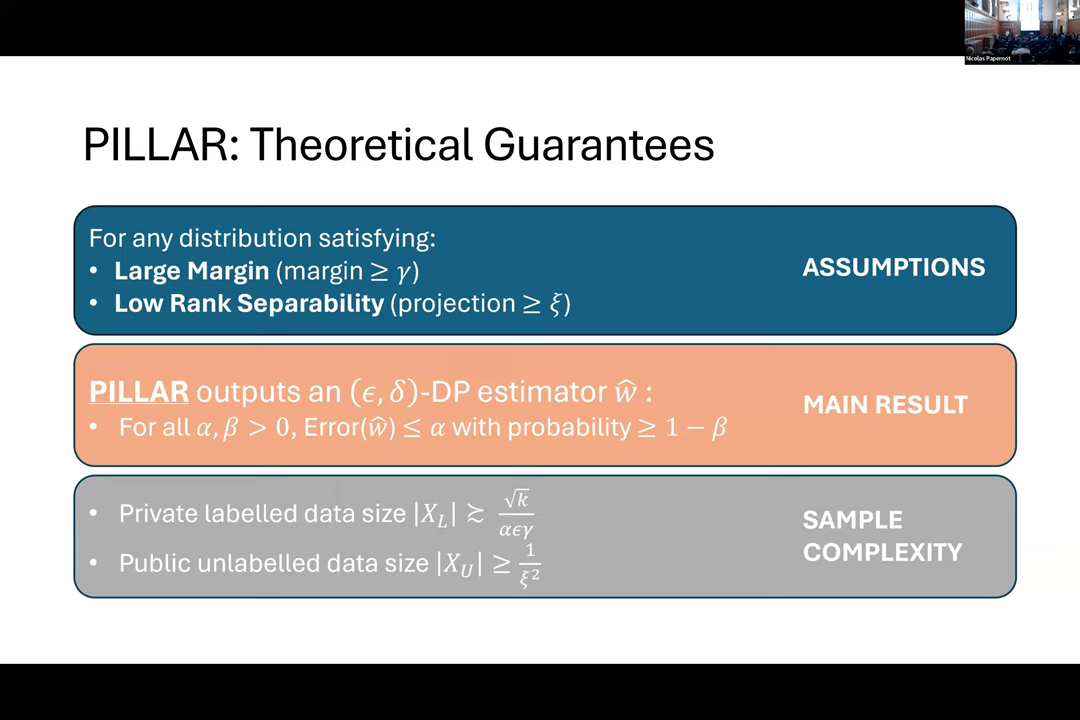 Nicolas Papernot
PILLAR: Theoretical Guarantees
For any distribution satisfying:
• Large Margin (margin ≥ γ)
• Low Rank Separability (projection ≥ ξ)
ASSUMPTIONS
PILLAR outputs an (ϵ, δ)-DP estimator ŵ :
• For all α, β > 0, Error(ŵ) ≤ α with probability ≥ 1 − β
MAIN RESULT
• Private labelled data size |X_L| ≳ √k / αϵγ
• Public unlabelled data size |X_U| ≥ 1 / ξ²
SAMPLE
COMPLEXITY